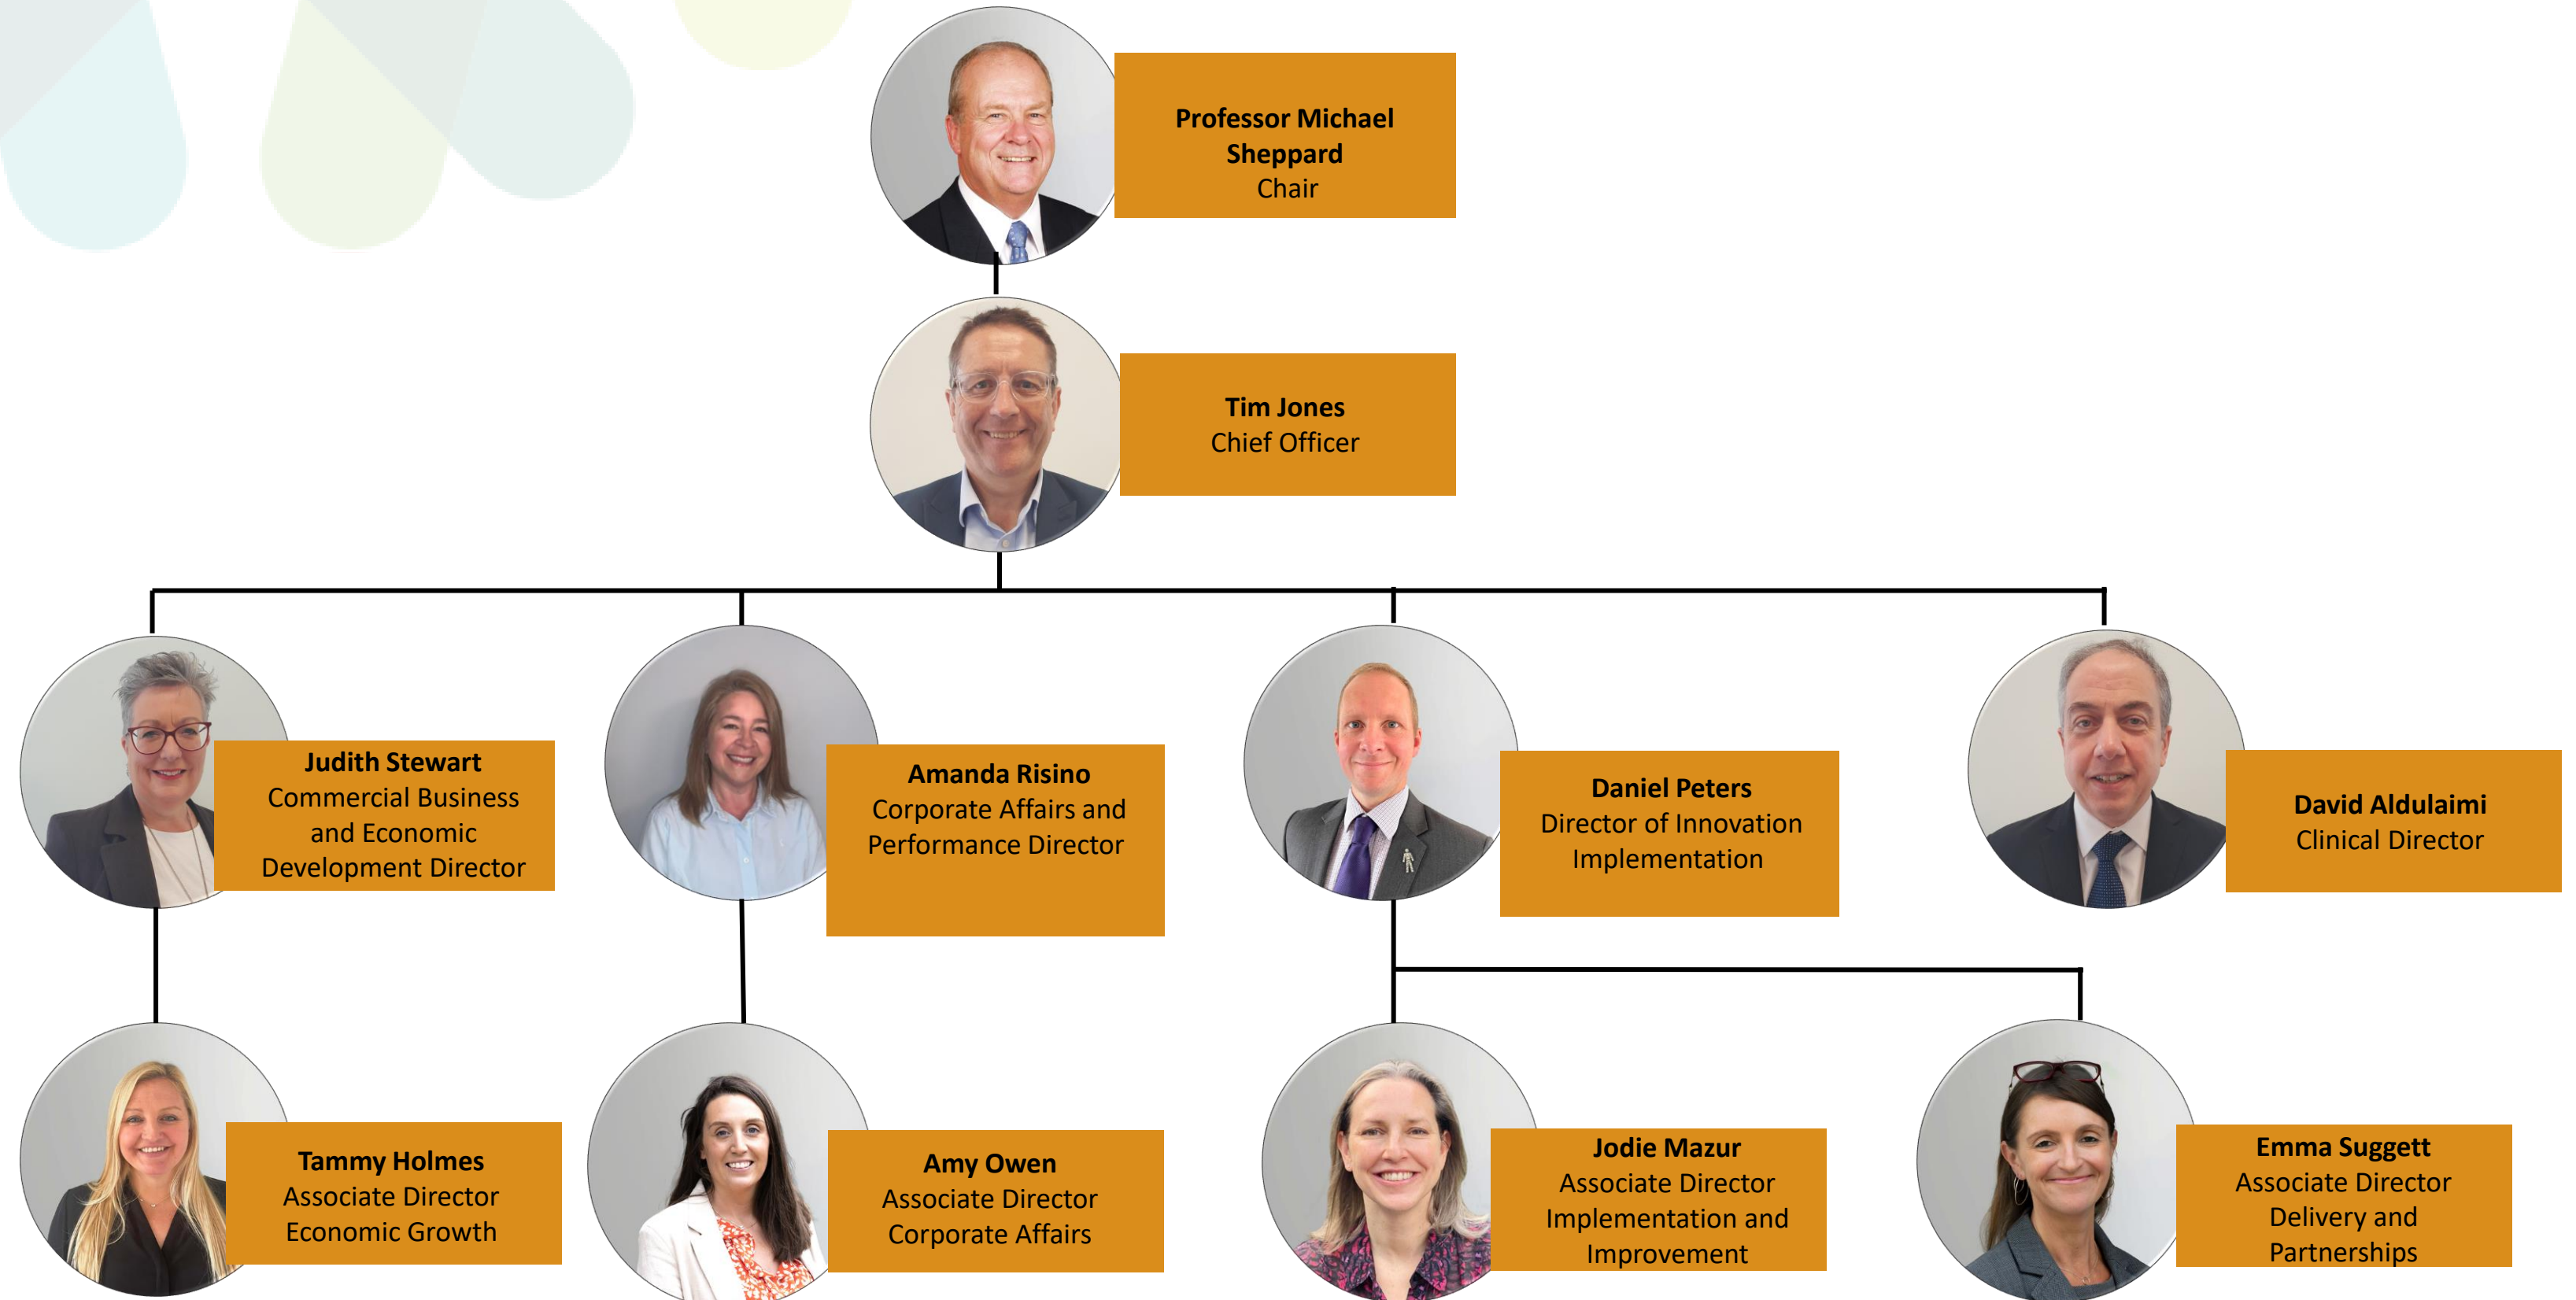 Professor Michael
Sheppard
Chair
Tim Jones
Chief Officer
Judith Stewart
Commercial Business
and Economic
Development Director
Amanda Risino
Corporate Affairs and
Performance Director
Daniel Peters
Director of Innovation
Implementation
David Aldulaimi
Clinical Director
Tammy Holmes
Associate Director
Economic Growth
Amy Owen
Associate Director
Corporate Affairs
Jodie Mazur
Associate Director
Implementation and
Improvement
Emma Suggett
Associate Director
Delivery and
Partnerships